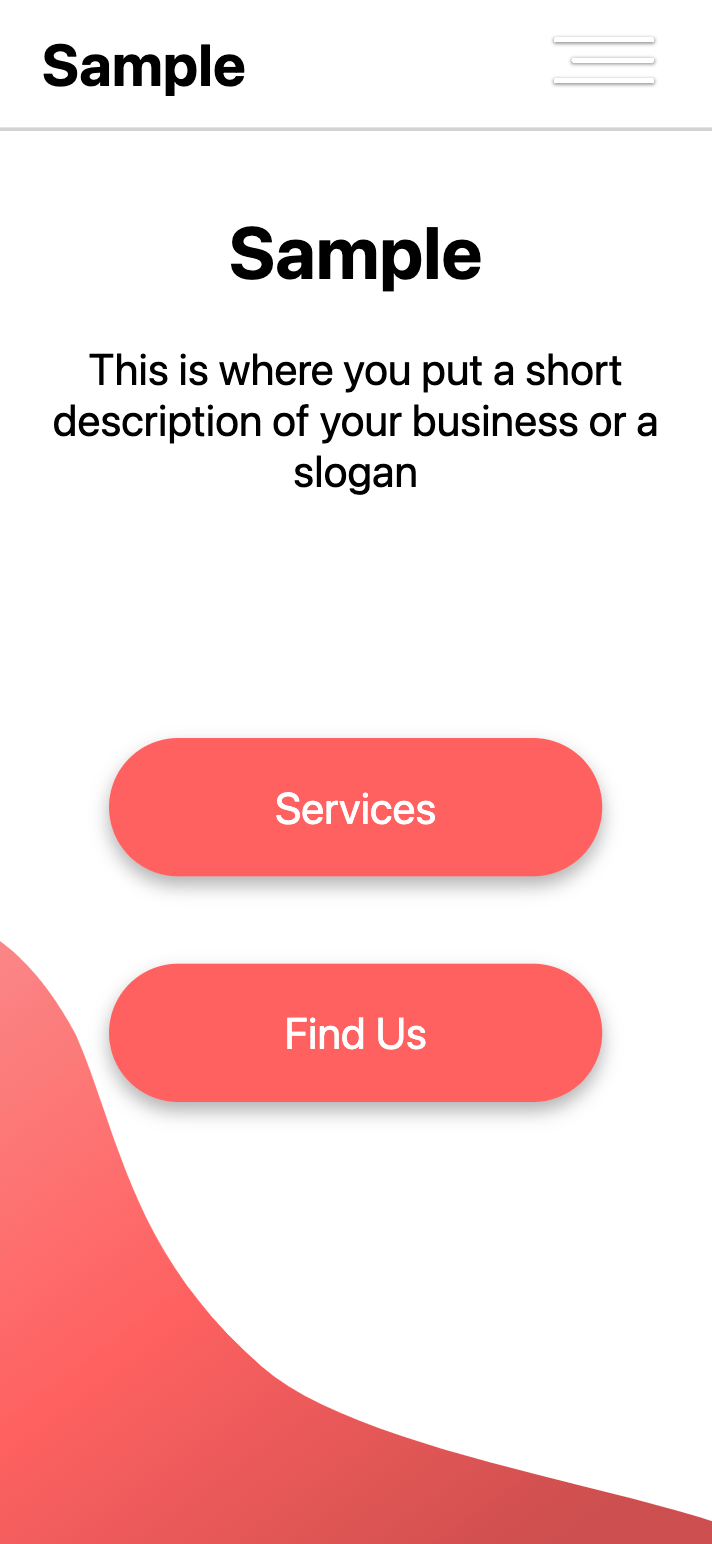 Sample
Sample
This is where you put a short
description of your business or a
slogan
Services
Find Us